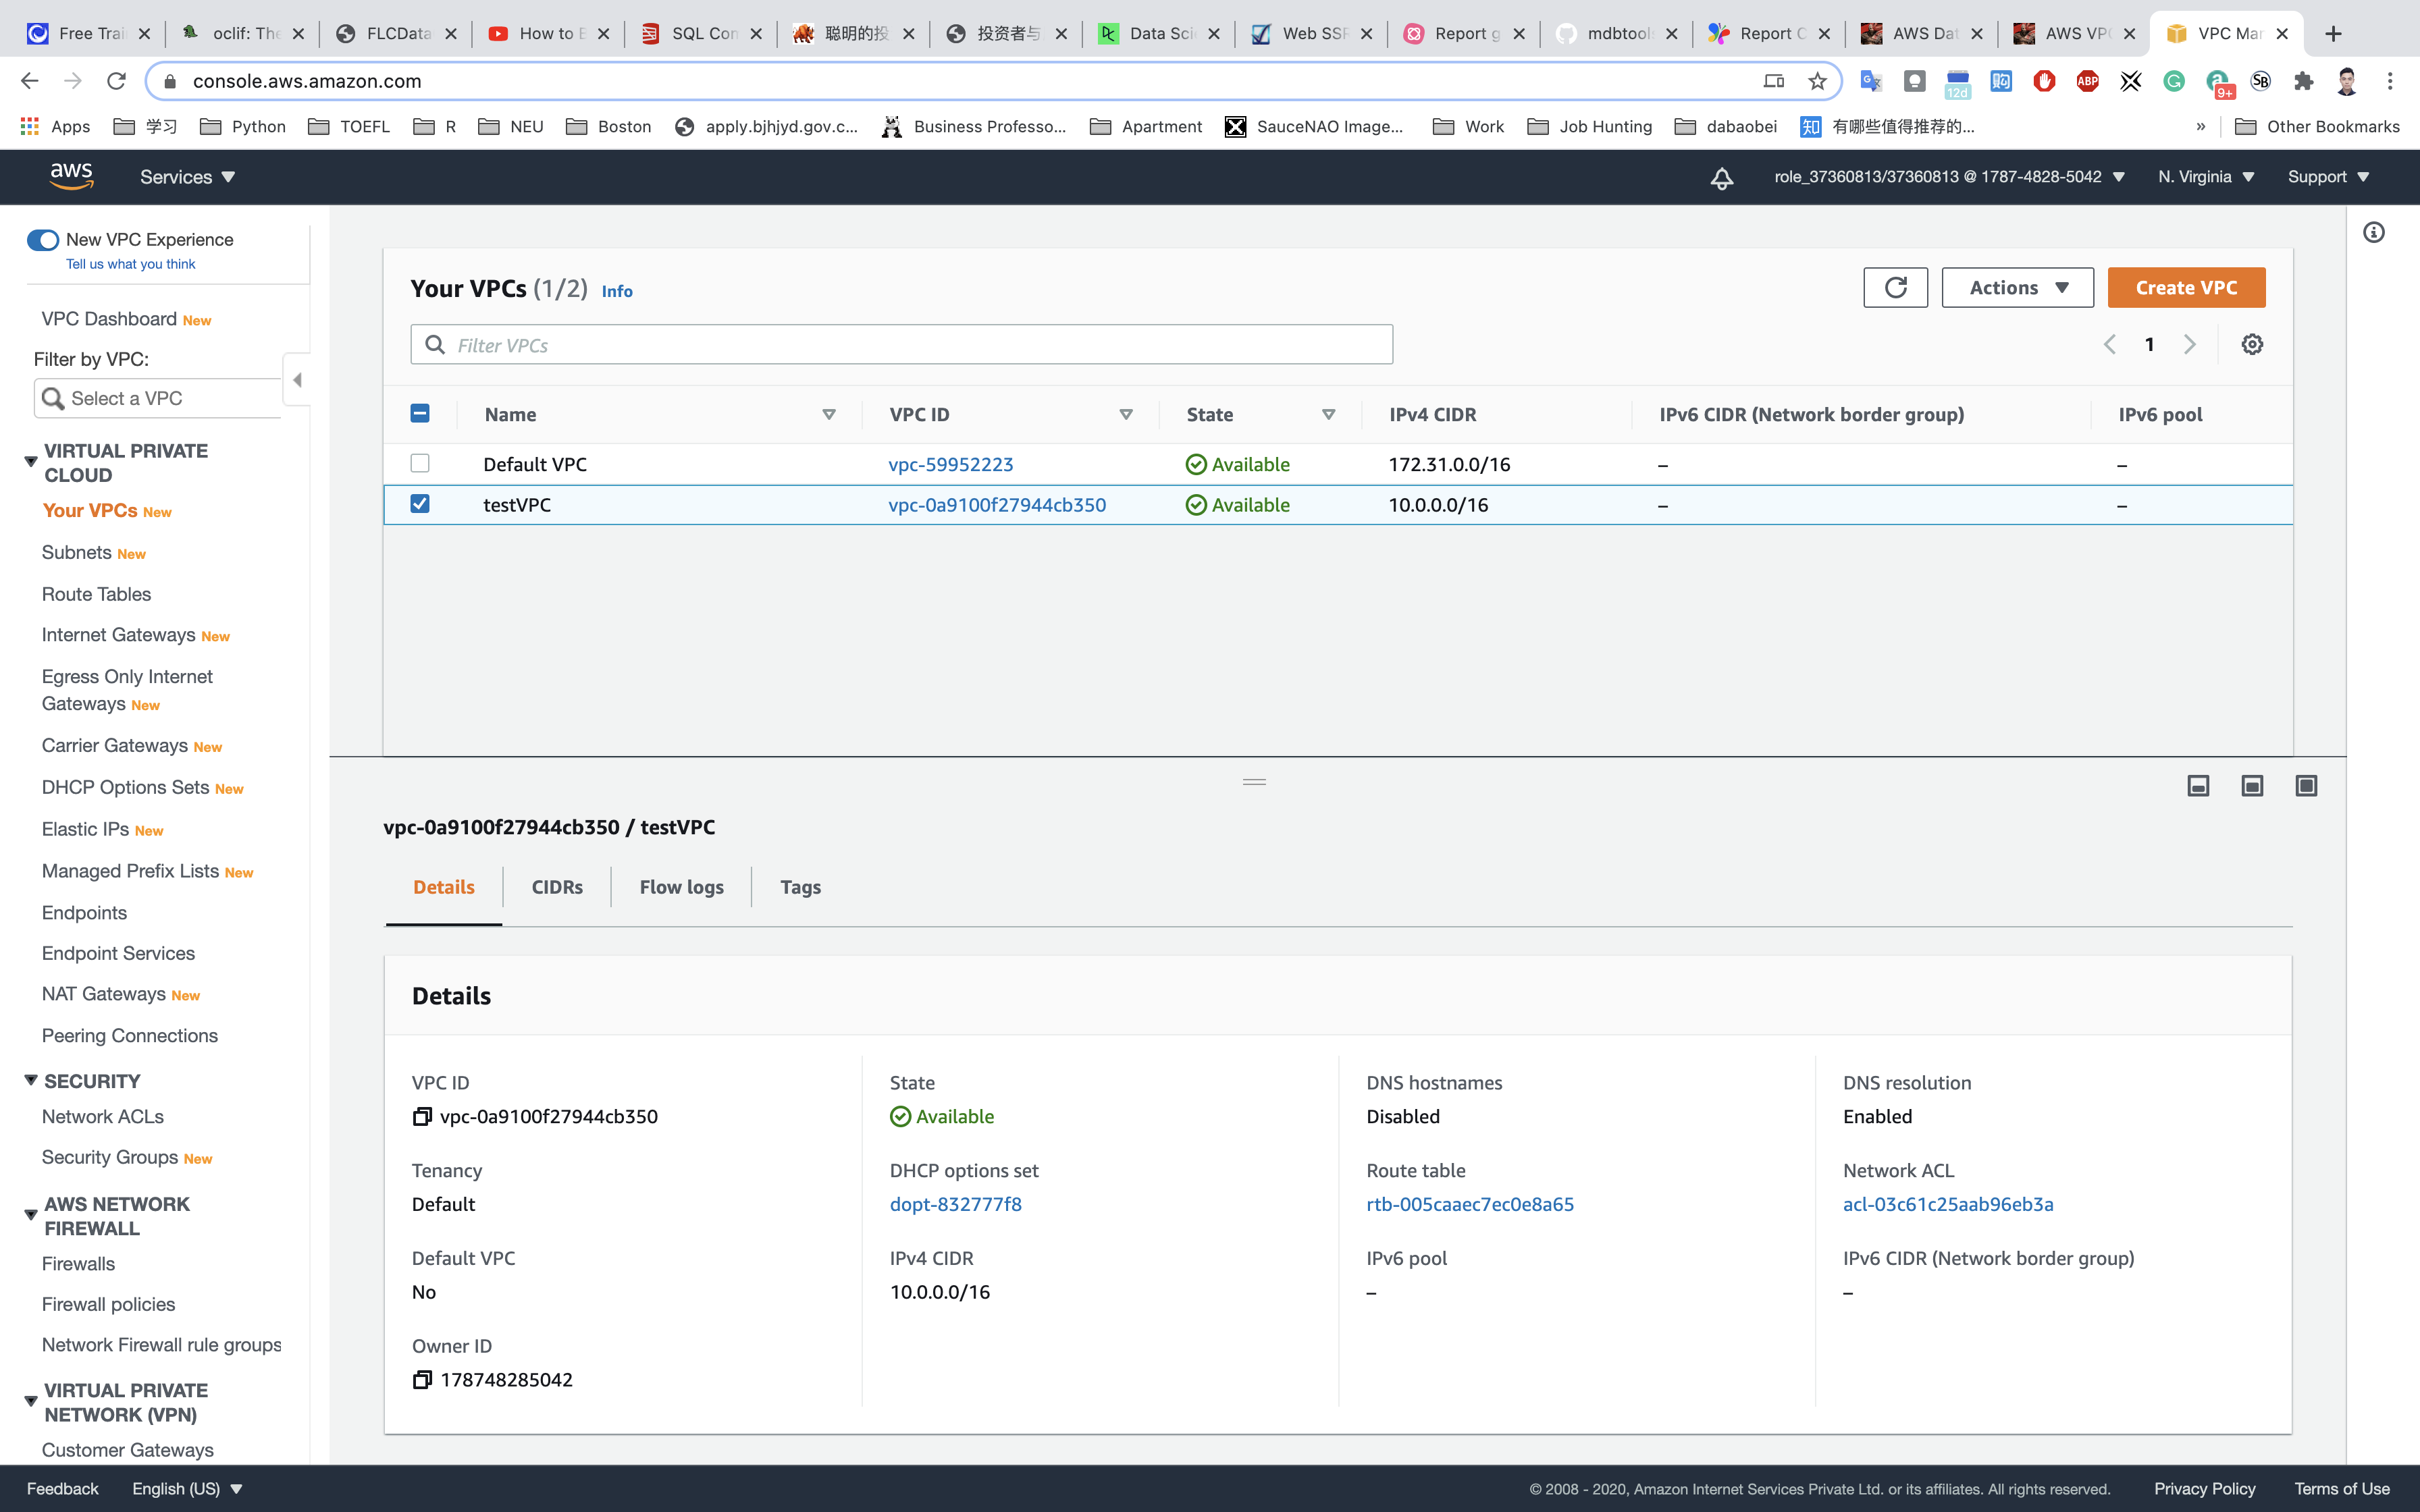 Free Trai
oclif: The
FLCData
How to E
SQL Con
聪明的投
投资者与
Data Sci
Web SSR
Report g
mdbtool
Report C
AWS Dat
AWS VPC
VPC Mar
console.aws.amazon.com
12d
ABP
9+
SB
Apps
学习
Python
TOEFL
R
NEU
Boston
apply.bjhjyd.gov.c...
Business Professo...
Apartment
SauceNAO Image...
Work
Job Hunting
dabaobei
知 有哪些值得推荐的...
»
Other Bookmarks
aws
Services
role_37360813/37360813 @ 1787-4828-5042
N. Virginia
Support
New VPC Experience
Tell us what you think
VPC Dashboard New
Filter by VPC:
Select a VPC
VIRTUAL PRIVATE
CLOUD
Your VPCs New
Subnets New
Route Tables
Internet Gateways New
Egress Only Internet
Gateways New
Carrier Gateways New
DHCP Options Sets New
Elastic IPs New
Managed Prefix Lists New
Endpoints
Endpoint Services
NAT Gateways New
Peering Connections
SECURITY
Network ACLs
Security Groups New
AWS NETWORK
FIREWALL
Firewalls
Firewall policies
Network Firewall rule groups
VIRTUAL PRIVATE
NETWORK (VPN)
Customer Gateways
Your VPCs (1/2) Info
Actions
Create VPC
Filter VPCs
1
Name VPC ID State IPv4 CIDR IPv6 CIDR (Network border group) IPv6 pool
Default VPC vpc-59952223 Available 172.31.0.0/16 – –
testVPC vpc-0a9100f27944cb350 Available 10.0.0.0/16 – –
vpc-0a9100f27944cb350 / testVPC
Details CIDRs Flow logs Tags
Details
VPC ID State DNS hostnames DNS resolution
vpc-0a9100f27944cb350 Available Disabled Enabled
Tenancy DHCP options set Route table Network ACL
Default dopt-832777f8 rtb-005caaec7ec0e8a65 acl-03c61c25aab96eb3a
Default VPC IPv4 CIDR IPv6 pool IPv6 CIDR (Network border group)
No 10.0.0.0/16 – –
Owner ID
178748285042
Feedback
English (US)
© 2008 - 2020, Amazon Internet Services Private Ltd. or its affiliates. All rights reserved.
Privacy Policy
Terms of Use